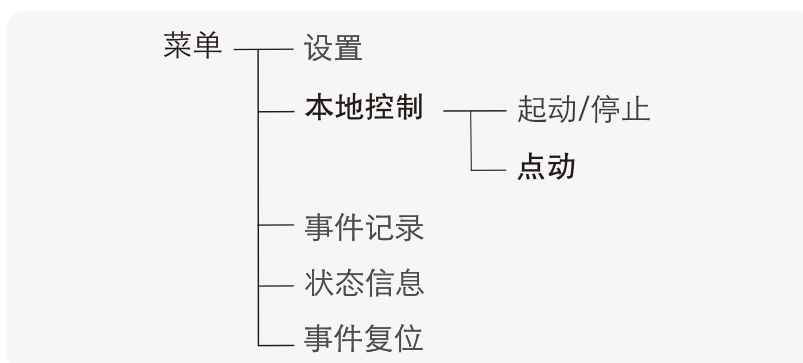 菜单
设置
本地控制
起动/停止
点动
事件记录
状态信息
事件复位